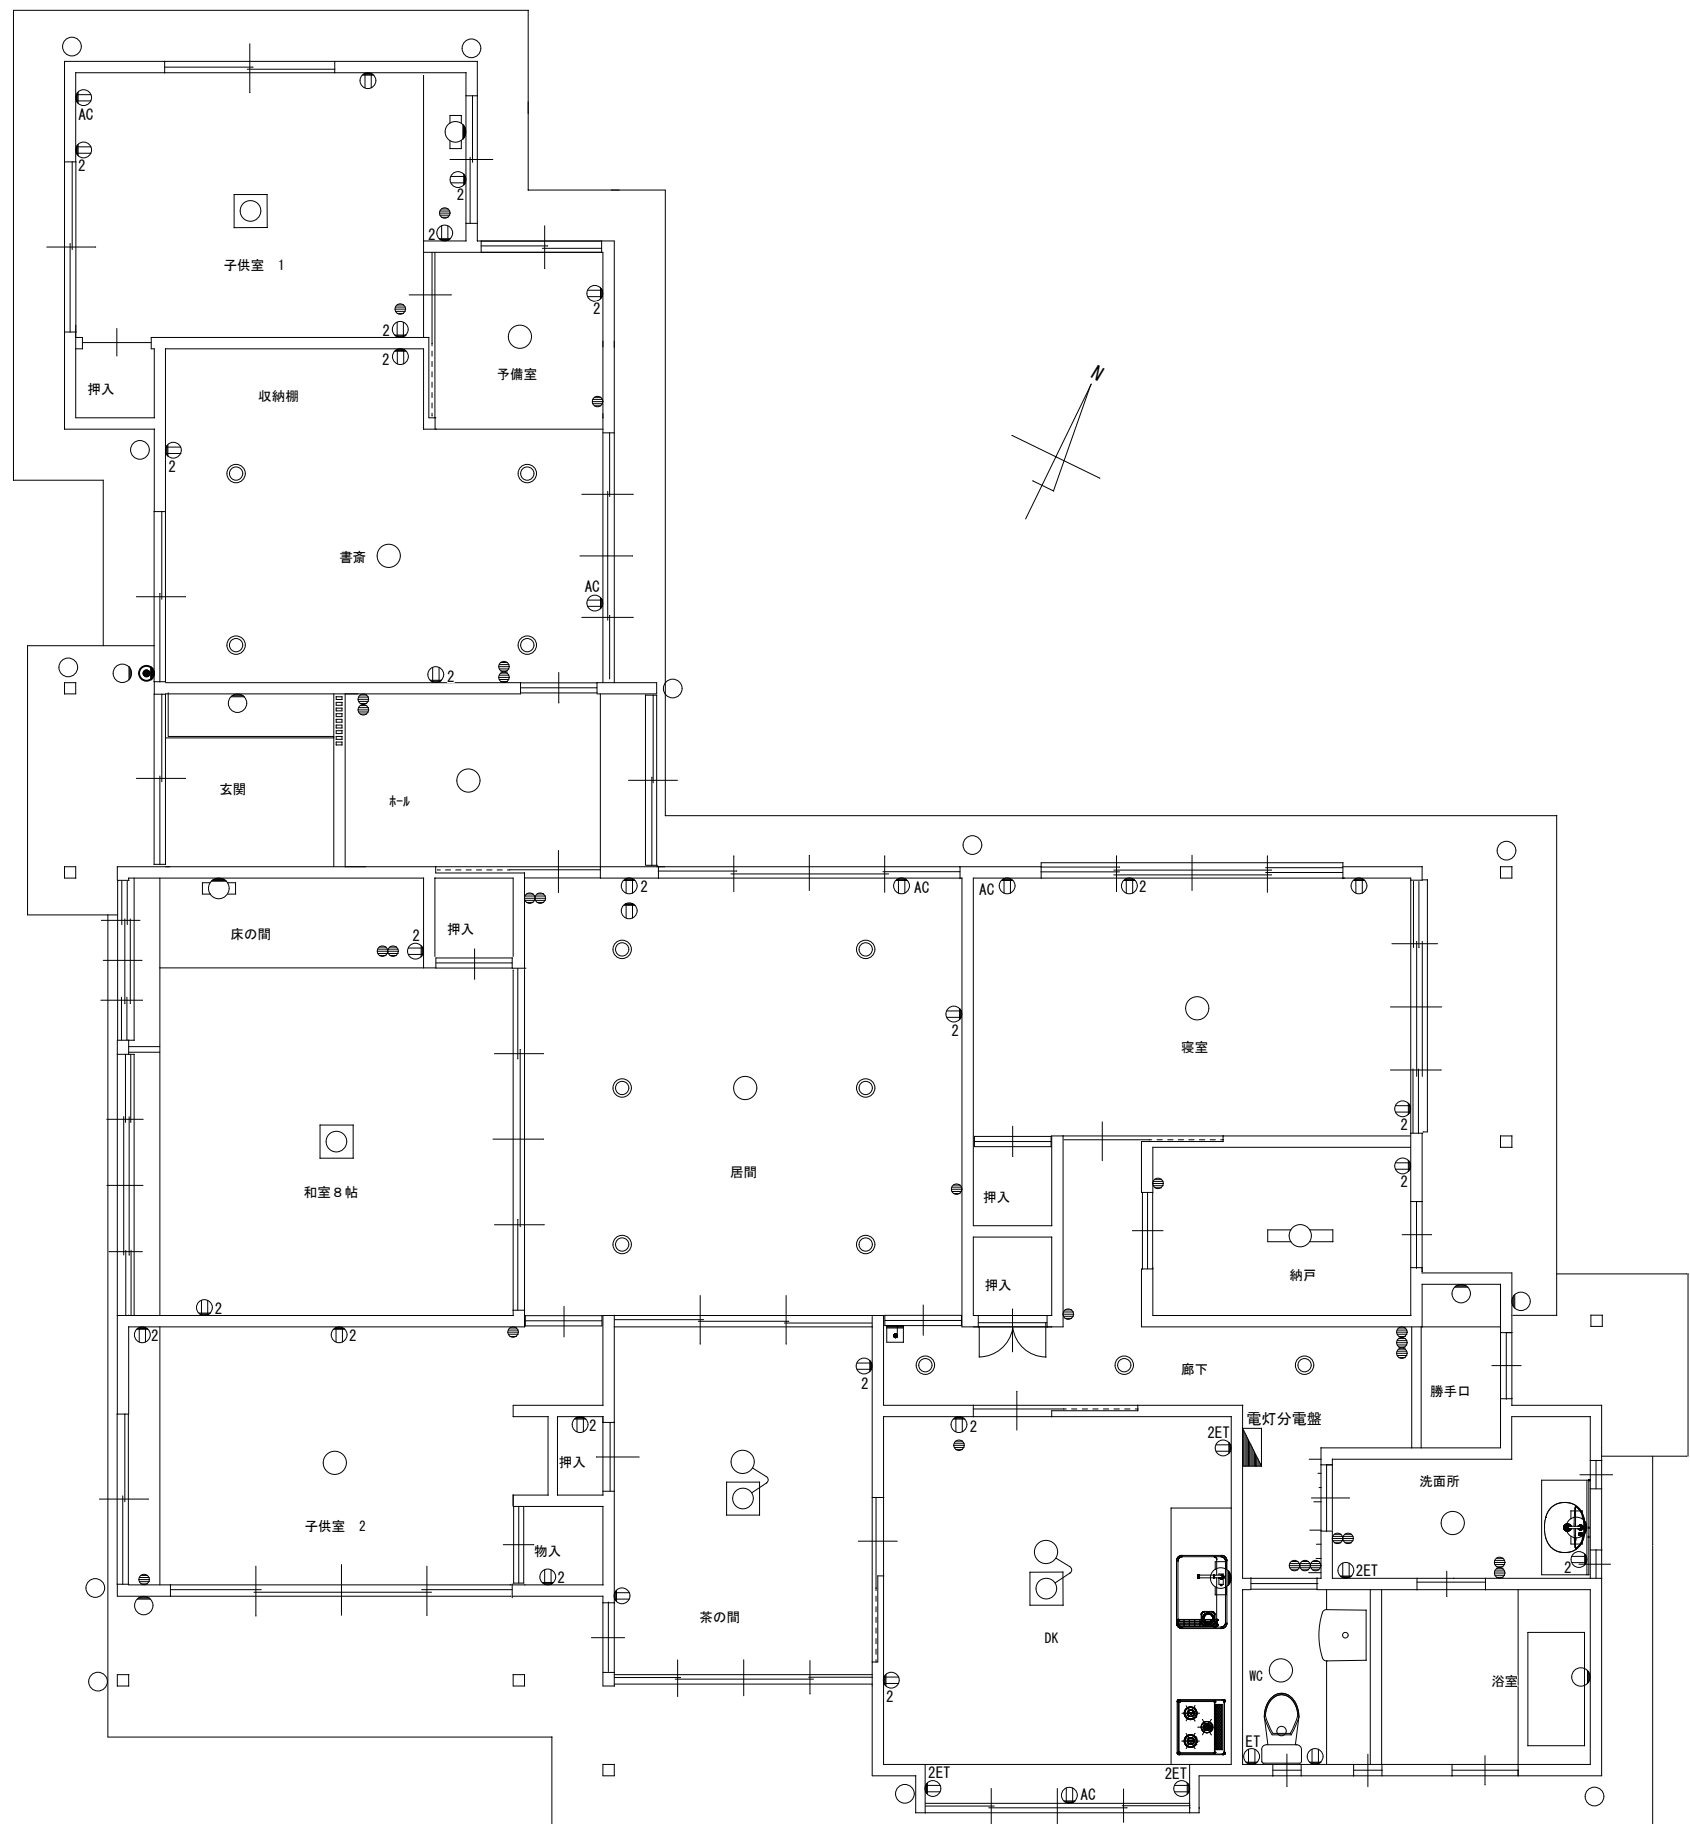 AC
2
2
2
子供室 1
2
2
2
予備室
押入
収納棚
N
2
書斎
AC
2
玄関
ホール
2
AC
AC
2
床の間
2
押入
2
寝室
2
居間
和室8帖
2
押入
納戸
押入
2
2
2
廊下
2
勝手口
電灯分電盤
2
2
2ET
押入
洗面所
子供室 2
物入
2
2ET
2
茶の間
DK
WC
浴室
2
ET
2ET
2ET
AC